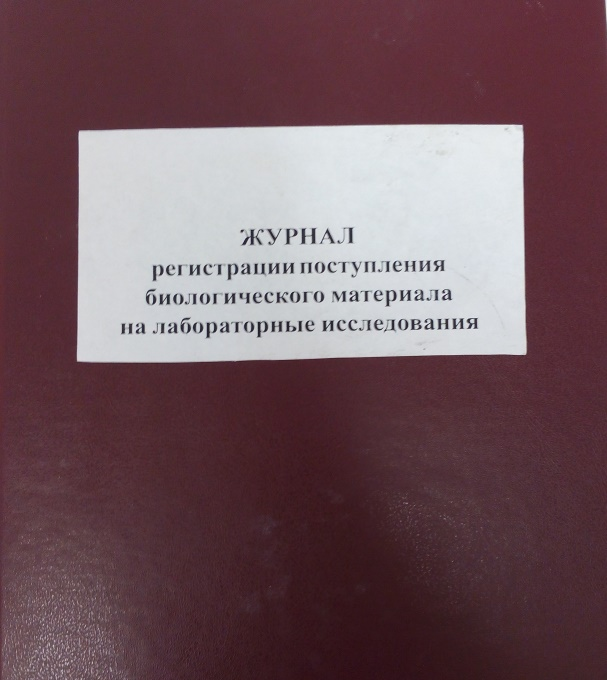 ЖУРНАЛ
регистрации поступления
биологического материала
на лабораторные исследования